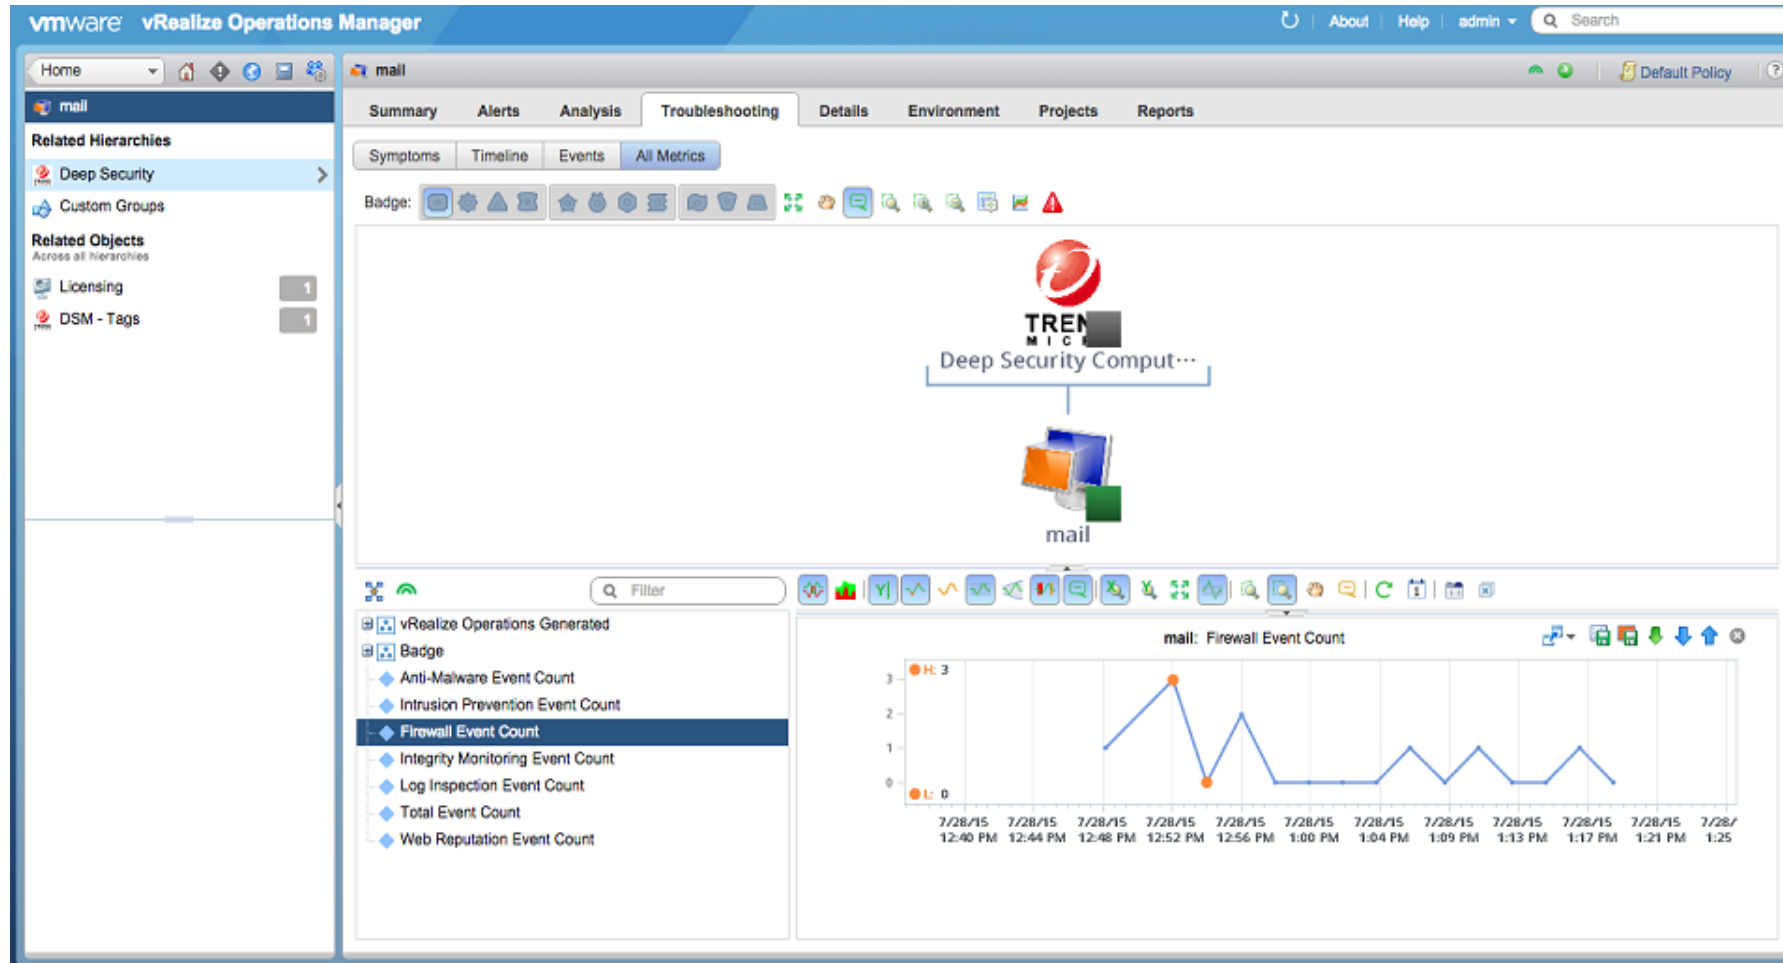 vmware vRealize Operations Manager
About Help admin Search
Home
mail
Default Policy
mail
Related Hierarchies
Deep Security
Custom Groups
Related Objects
Across all hierarchies
Licensing 1
DSM - Tags 1
Summary Alerts Analysis Troubleshooting Details Environment Projects Reports
Symptoms Timeline Events All Metrics
Badge:
TREN
MIC
Deep Security Comput···
mail
Filter
vRealize Operations Generated
Badge
Anti-Malware Event Count
Intrusion Prevention Event Count
Firewall Event Count
Integrity Monitoring Event Count
Log Inspection Event Count
Total Event Count
Web Reputation Event Count
mail: Firewall Event Count
H: 3
3
2
1
0
L: 0
7/28/15 7/28/15 7/28/15 7/28/15 7/28/15 7/28/15 7/28/15 7/28/15 7/28/15 7/28/15 7/28/15 7/28/
12:40 PM 12:44 PM 12:48 PM 12:52 PM 12:56 PM 1:00 PM 1:04 PM 1:09 PM 1:13 PM 1:17 PM 1:21 PM 1:25